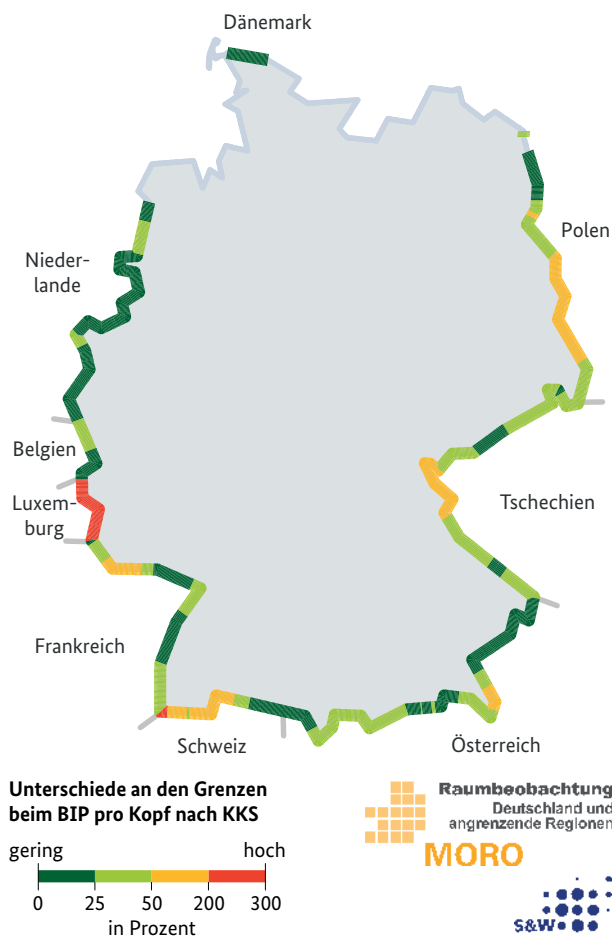 Dänemark
Polen
Nieder-
lande
Belgien
Luxem-
burg
Tschechien
Frankreich
Schweiz
Österreich
Unterschiede an den Grenzen
beim BIP pro Kopf nach KKS
gering hoch
0 25 50 200 300
in Prozent
Raumbeobachtung
Deutschland und
angrenzende Regionen
MORO
S&W